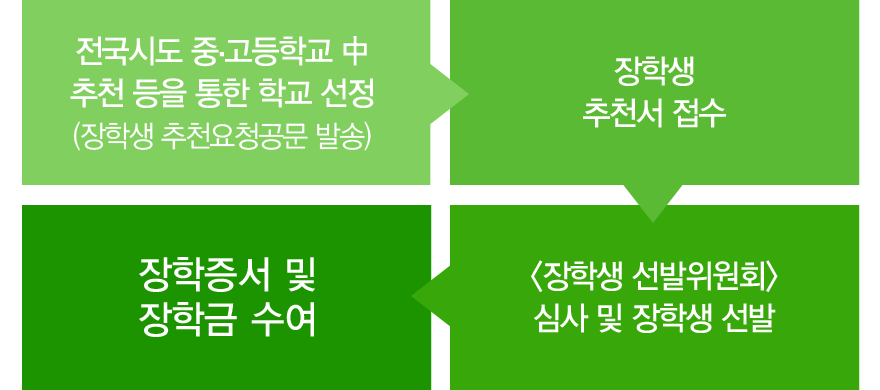 전국시도 중·고등학교 中
추천 등을 통한 학교 선정
(장학생 추천요청공문 발송)
장학생
추천서 접수
<장학생 선발위원회>
심사 및 장학생 선발
장학증서 및
장학금 수여